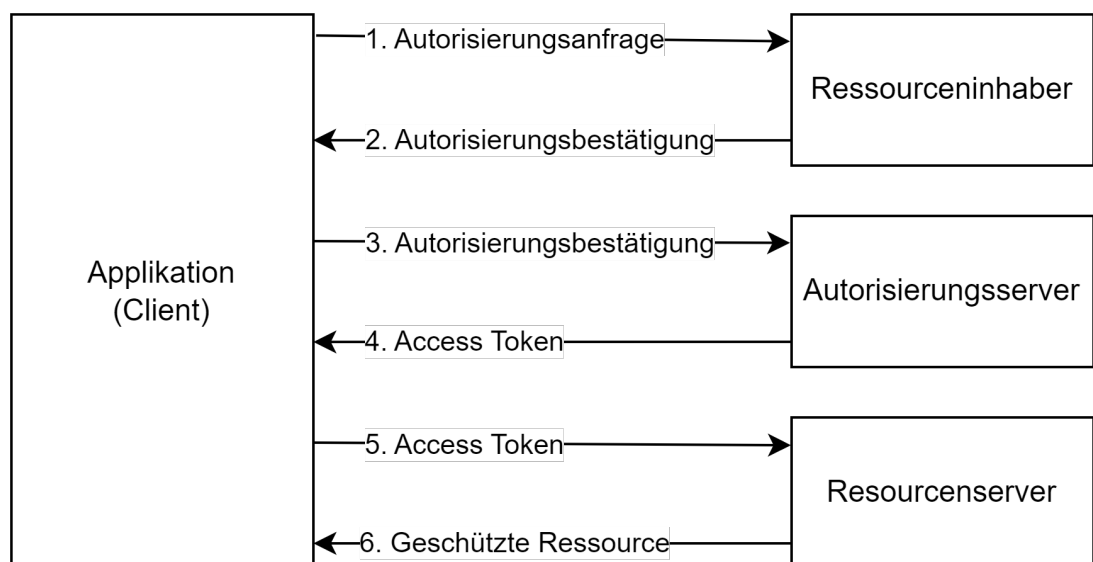 1. Autorisierungsanfrage
Ressourceninhaber
2. Autorisierungsbestätigung
3. Autorisierungsbestätigung
Applikation
(Client)
Autorisierungsserver
4. Access Token
5. Access Token
Resourcenserver
6. Geschützte Ressource